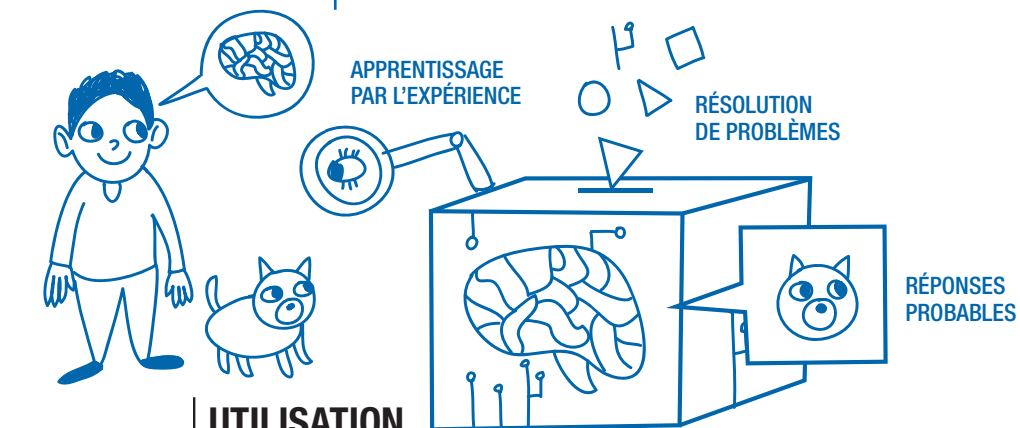 APPRENTISSAGE
PAR L’EXPÉRIENCE
RÉSOLUTION
DE PROBLÈMES
RÉPONSES
PROBABLES
UTILISATION